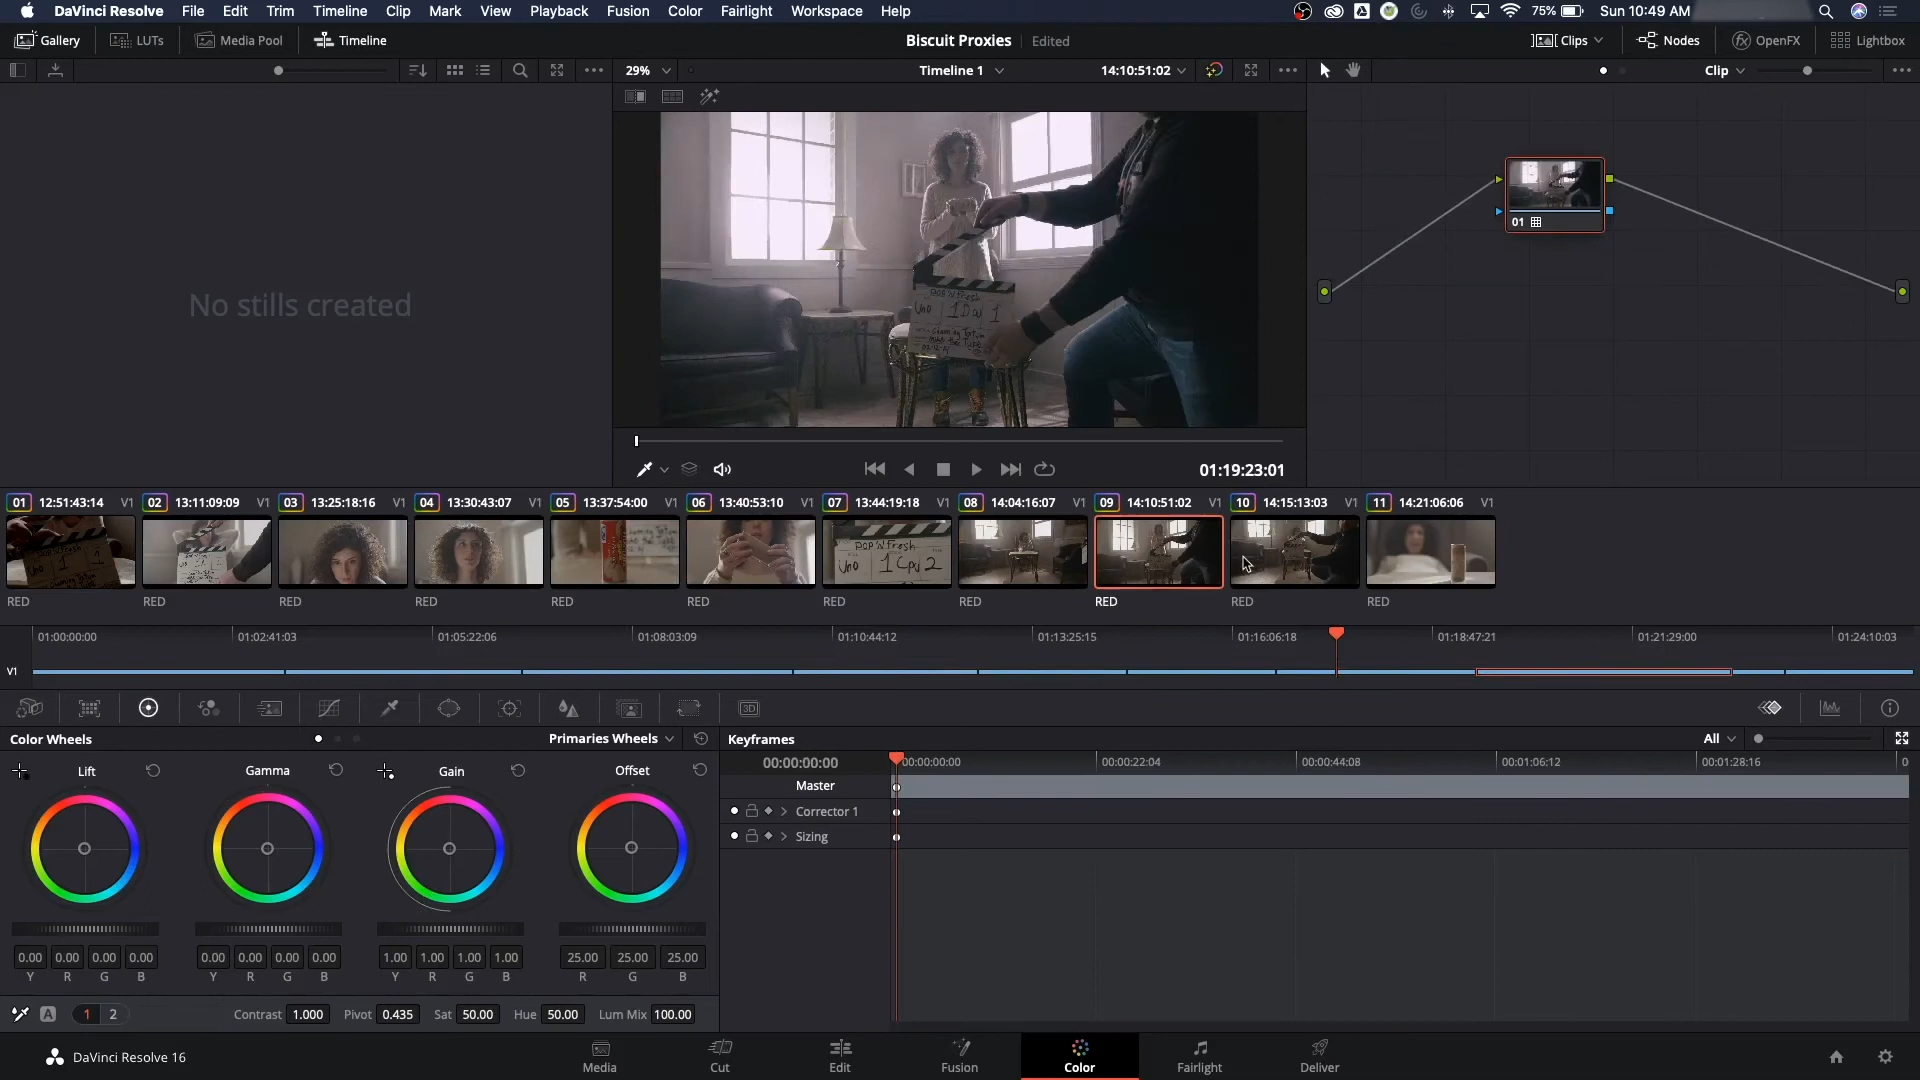 DaVinci Resolve File Edit Trim Timeline Clip Mark View Playback Fusion Color Fairlight Workspace Help 75% Sun 10:49 AM
Gallery LUTs Media Pool Timeline Biscuit Proxies Edited Clips Nodes OpenFX Lightbox
29% Timeline 1 14:10:51:02 Clip
No stills created
POP 'N Fresh
Uno 1 1
01
01:19:23:01
01 12:51:43:14 V1 02 13:11:09:09 V1 03 13:25:18:16 V1 04 13:30:43:07 V1 05 13:37:54:00 V1 06 13:40:53:10 V1 07 13:44:19:18 V1 08 14:04:16:07 V1 09 14:10:51:02 V1 10 14:15:13:03 V1 11 14:21:06:06 V1
POP 'N Fresh
Uno 1 2
RED RED RED RED RED RED RED RED RED RED RED
01:00:00:00 01:02:41:03 01:05:22:06 01:08:03:09 01:10:44:12 01:13:25:15 01:16:06:18 01:18:47:21 01:21:29:00 01:24:10:03
V1
3D
Color Wheels Primaries Wheels Keyframes All
Lift Gamma Gain Offset
00:00:00:00 00:00:00:00 00:00:22:04 00:00:44:08 00:01:06:12 00:01:28:16 0
Master
Corrector 1
Sizing
0.00 0.00 0.00 0.00 0.00 0.00 0.00 0.00 1.00 1.00 1.00 1.00 25.00 25.00 25.00
Y R G B Y R G B Y R G B R G B
A 1 2 Contrast 1.000 Pivot 0.435 Sat 50.00 Hue 50.00 Lum Mix 100.00
DaVinci Resolve 16 Media Cut Edit Fusion Color Fairlight Deliver